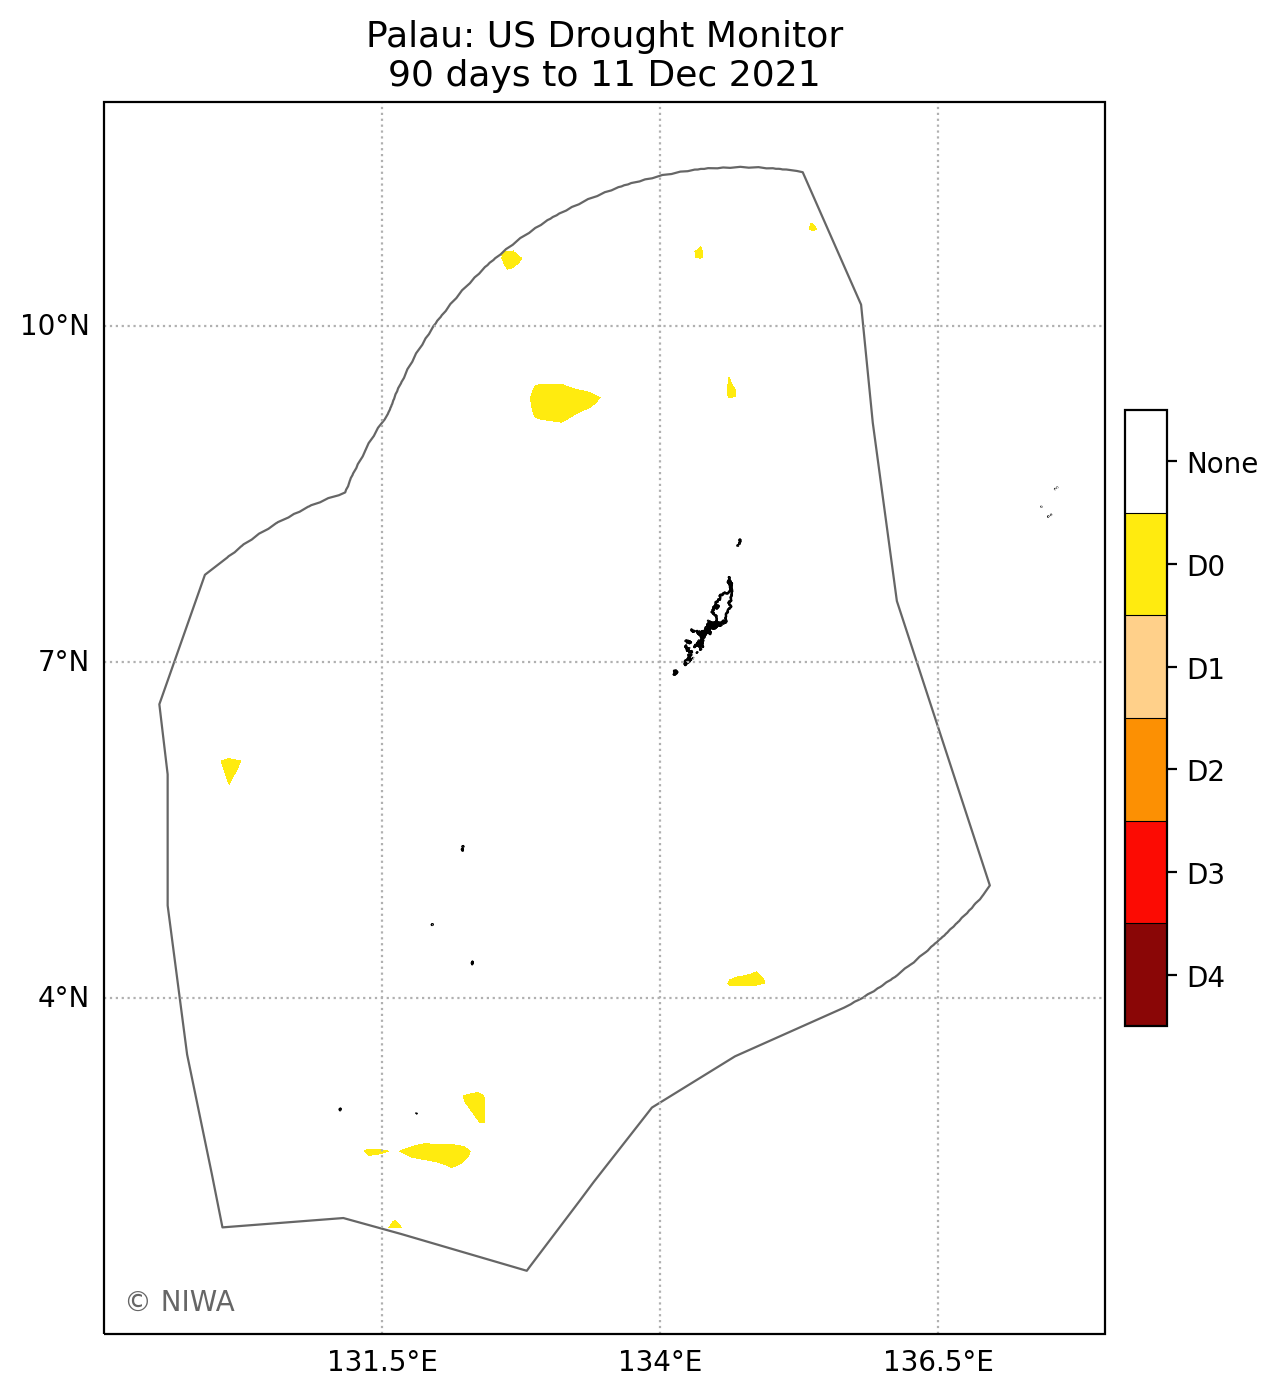 Palau: US Drought Monitor
90 days to 11 Dec 2021
10°N
7°N
4°N
131.5°E
134°E
136.5°E
None
D0
D1
D2
D3
D4
© NIWA